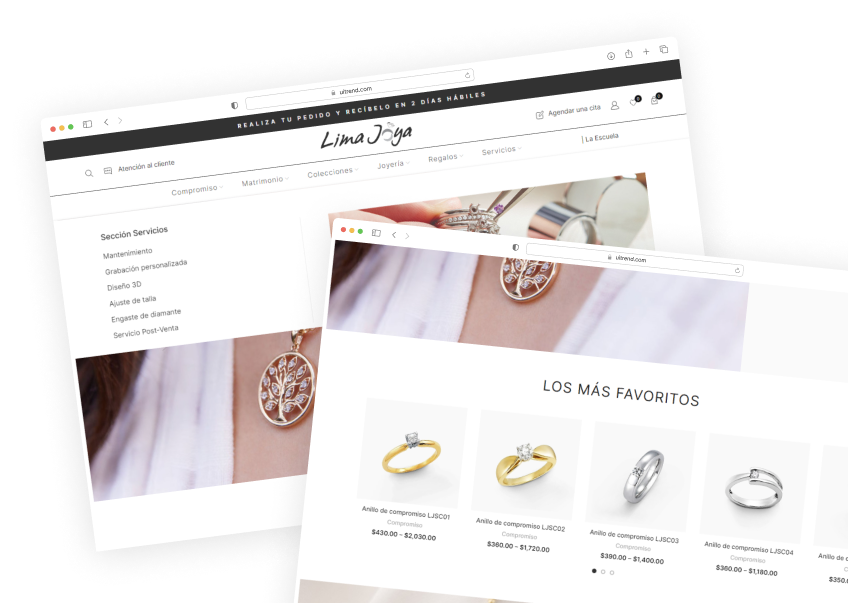 uitrend.com
REALIZA TU PEDIDO Y RECÍBELO EN 2 DÍAS HÁBILES
Atención al cliente
Lima Joya
Agendar una cita
0
0
Compromiso
Matrimonio
Colecciones
Joyería
Regalos
Servicios
| La Escuela
Sección Servicios
Mantenimiento
Grabación personalizada
Diseño 3D
Ajuste de talla
Engaste de diamante
Servicio Post-Venta
uitrend.com
LOS MÁS FAVORITOS
Anillo de compromiso LJSC01
Compromiso
$430.00 – $2,030.00
Anillo de compromiso LJSC02
Compromiso
$360.00 – $1,720.00
Anillo de compromiso LJSC03
Compromiso
$390.00 – $1,400.00
Anillo de compromiso LJSC04
Compromiso
$360.00 – $1,180.00
Anillo de c
C
$350.